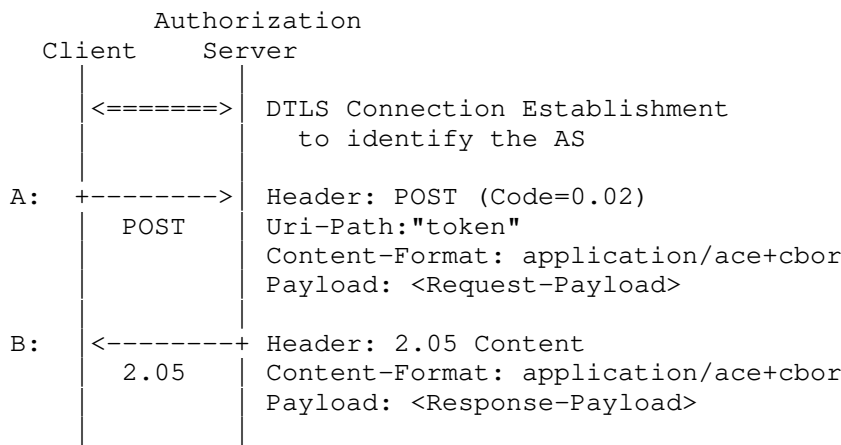 Authorization
Client Server
<=======> DTLS Connection Establishment
to identify the AS
A: +--------> Header: POST (Code=0.02)
POST Uri-Path:"token"
Content-Format: application/ace+cbor
Payload: <Request-Payload>
B: <--------+ Header: 2.05 Content
2.05 Content-Format: application/ace+cbor
Payload: <Response-Payload>